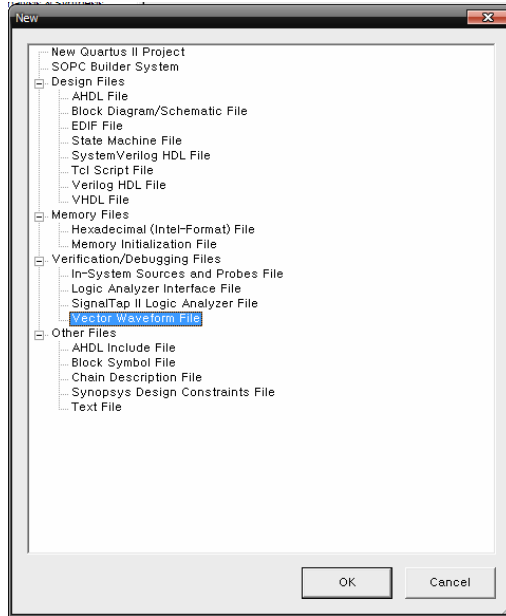 New
New Quartus II Project
SOPC Builder System
Design Files
AHDL File
Block Diagram/Schematic File
EDIF File
State Machine File
SystemVerilog HDL File
Tcl Script File
Verilog HDL File
VHDL File
Memory Files
Hexadecimal (Intel-Format) File
Memory Initialization File
Verification/Debugging Files
In-System Sources and Probes File
Logic Analyzer Interface File
SignalTap II Logic Analyzer File
Vector Waveform File
Other Files
AHDL Include File
Block Symbol File
Chain Description File
Synopsys Design Constraints File
Text File
OK
Cancel